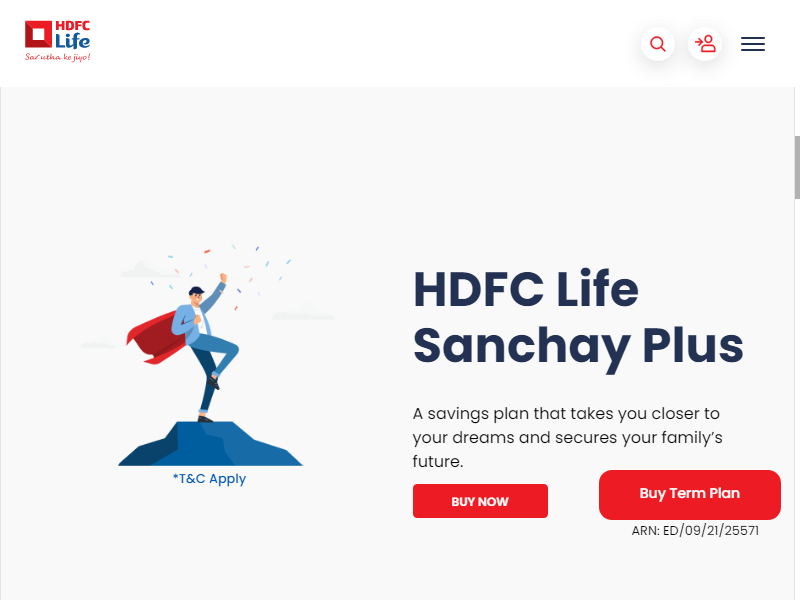 HDFC
Life
Sar utha ke jiyo!
HDFC Life
Sanchay Plus
A savings plan that takes you closer to
your dreams and secures your family's
future.
*T&C Apply
BUY NOW
Buy Term Plan
ARN: ED/09/21/25571